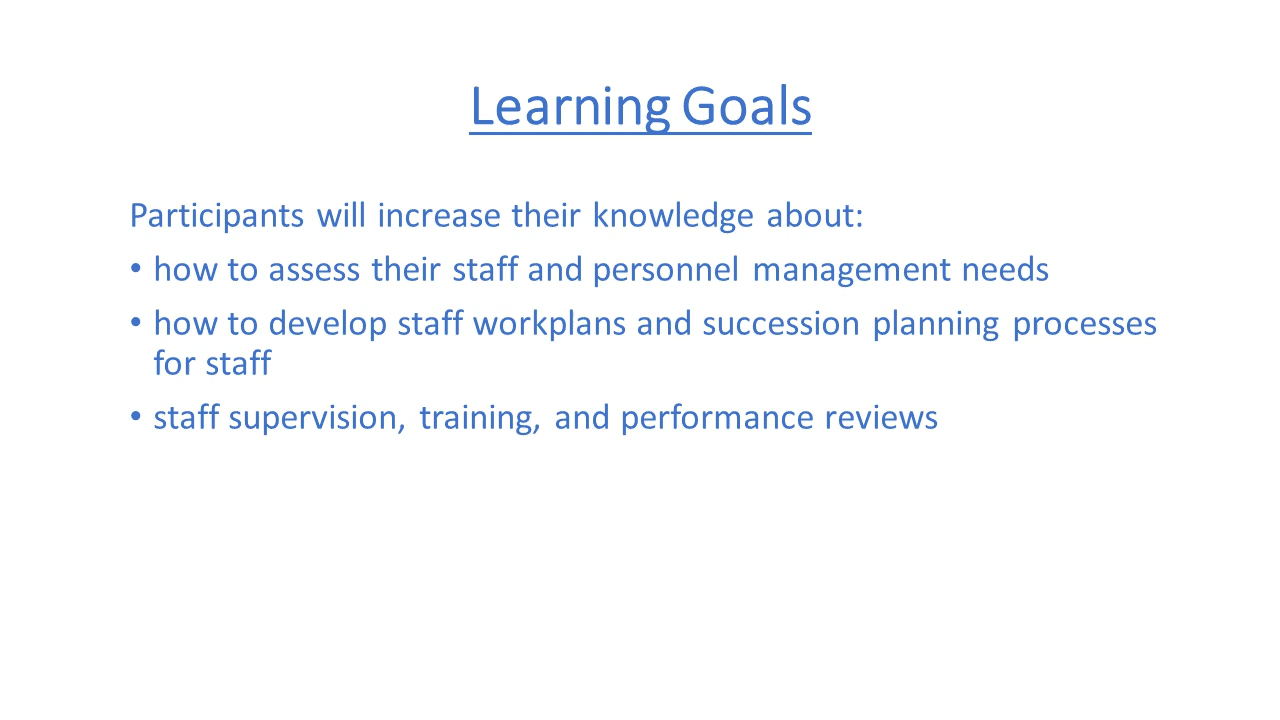 Learning Goals
Participants will increase their knowledge about:
• how to assess their staff and personnel management needs
• how to develop staff workplans and succession planning processes
for staff
• staff supervision, training, and performance reviews